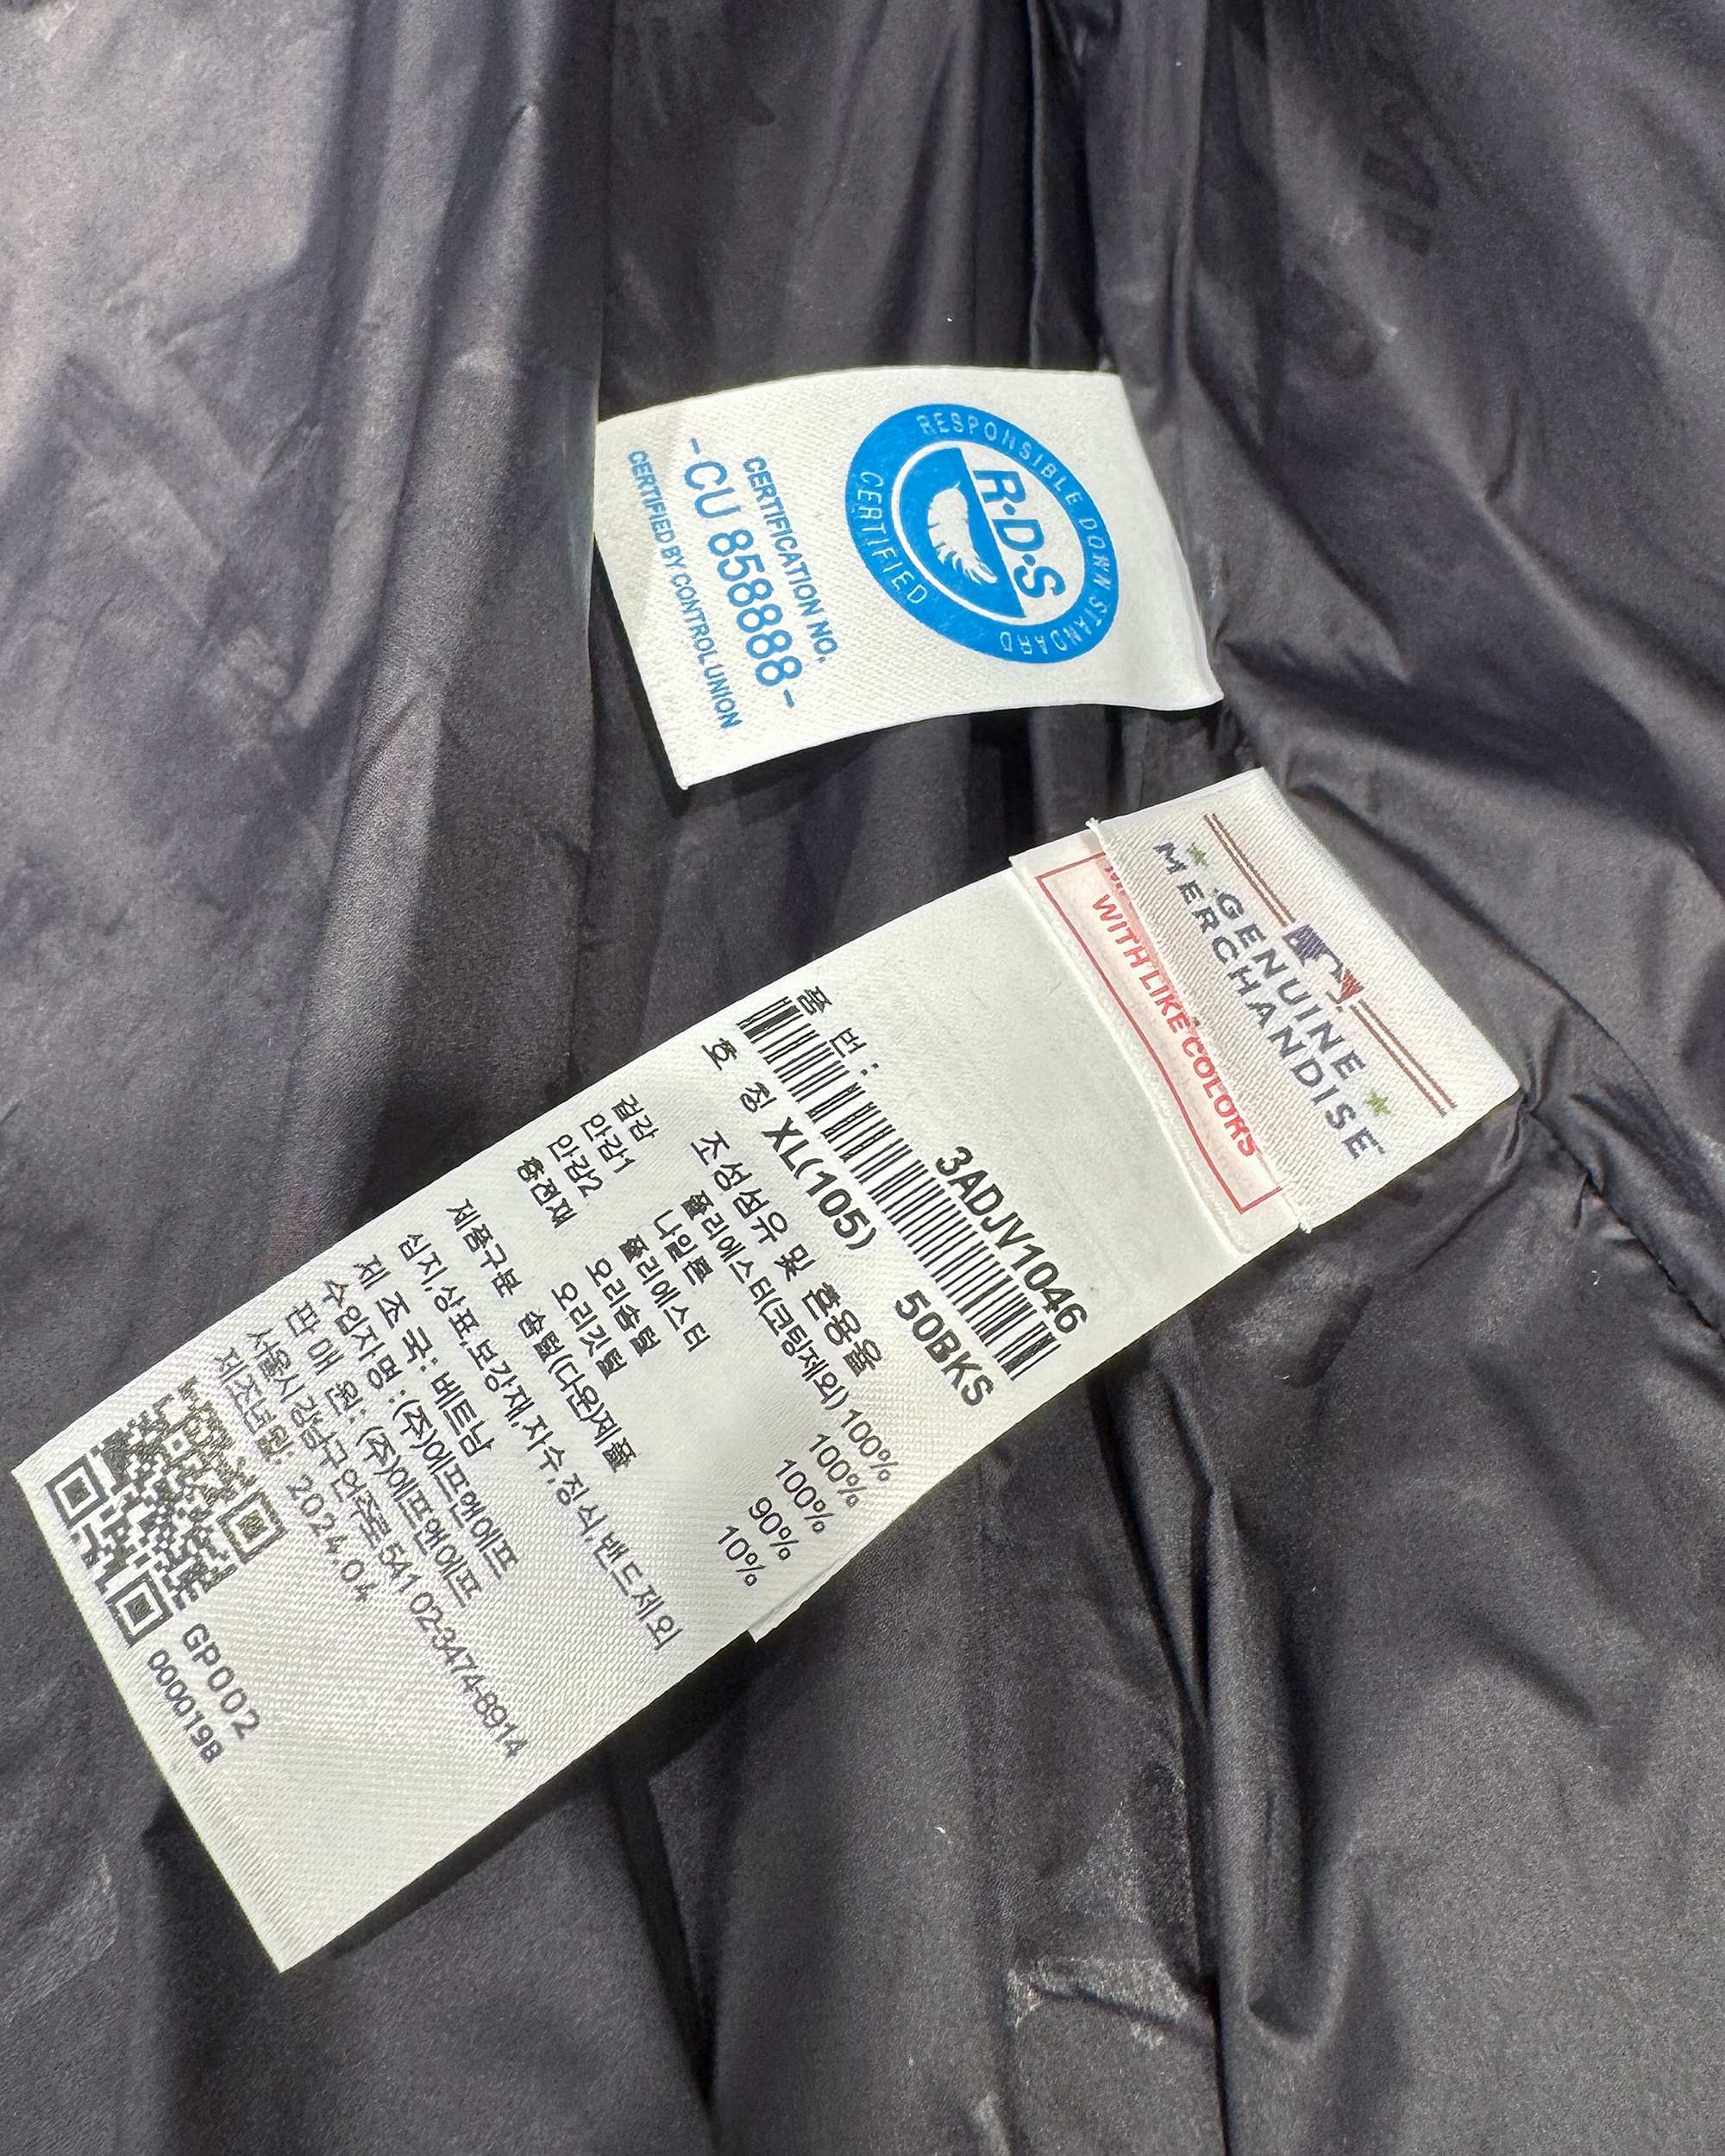 RESPONSIBLE DOWN STANDARD
CERTIFIED
R·D·S
CERTIFICATION NO.
-CU 858888-
CERTIFIED BY CONTROL UNION
GENUINE
MERCHANDISE
WITH LIKE COLORS
품 번: 3ADJV1046
호 칭 XL(105) 50BKS
조성섬유 및 혼용율
겉감 폴리에스터(코팅제외) 100%
안감1 나일론 100%
안감2 폴리에스터 100%
충전재 오리솜털 90%
오리깃털 10%
제품구분 솜털(다운)제품
심지,상표,보강재,자수,장식,밴드제외
제 조 국: 베트남
수입자명 :(주)에프앤에프
판 매 원: (주)에프앤에프
서울시 강남구 언주로 541 02-3474-8914
제조년월: 2024.04
GP002
0000198